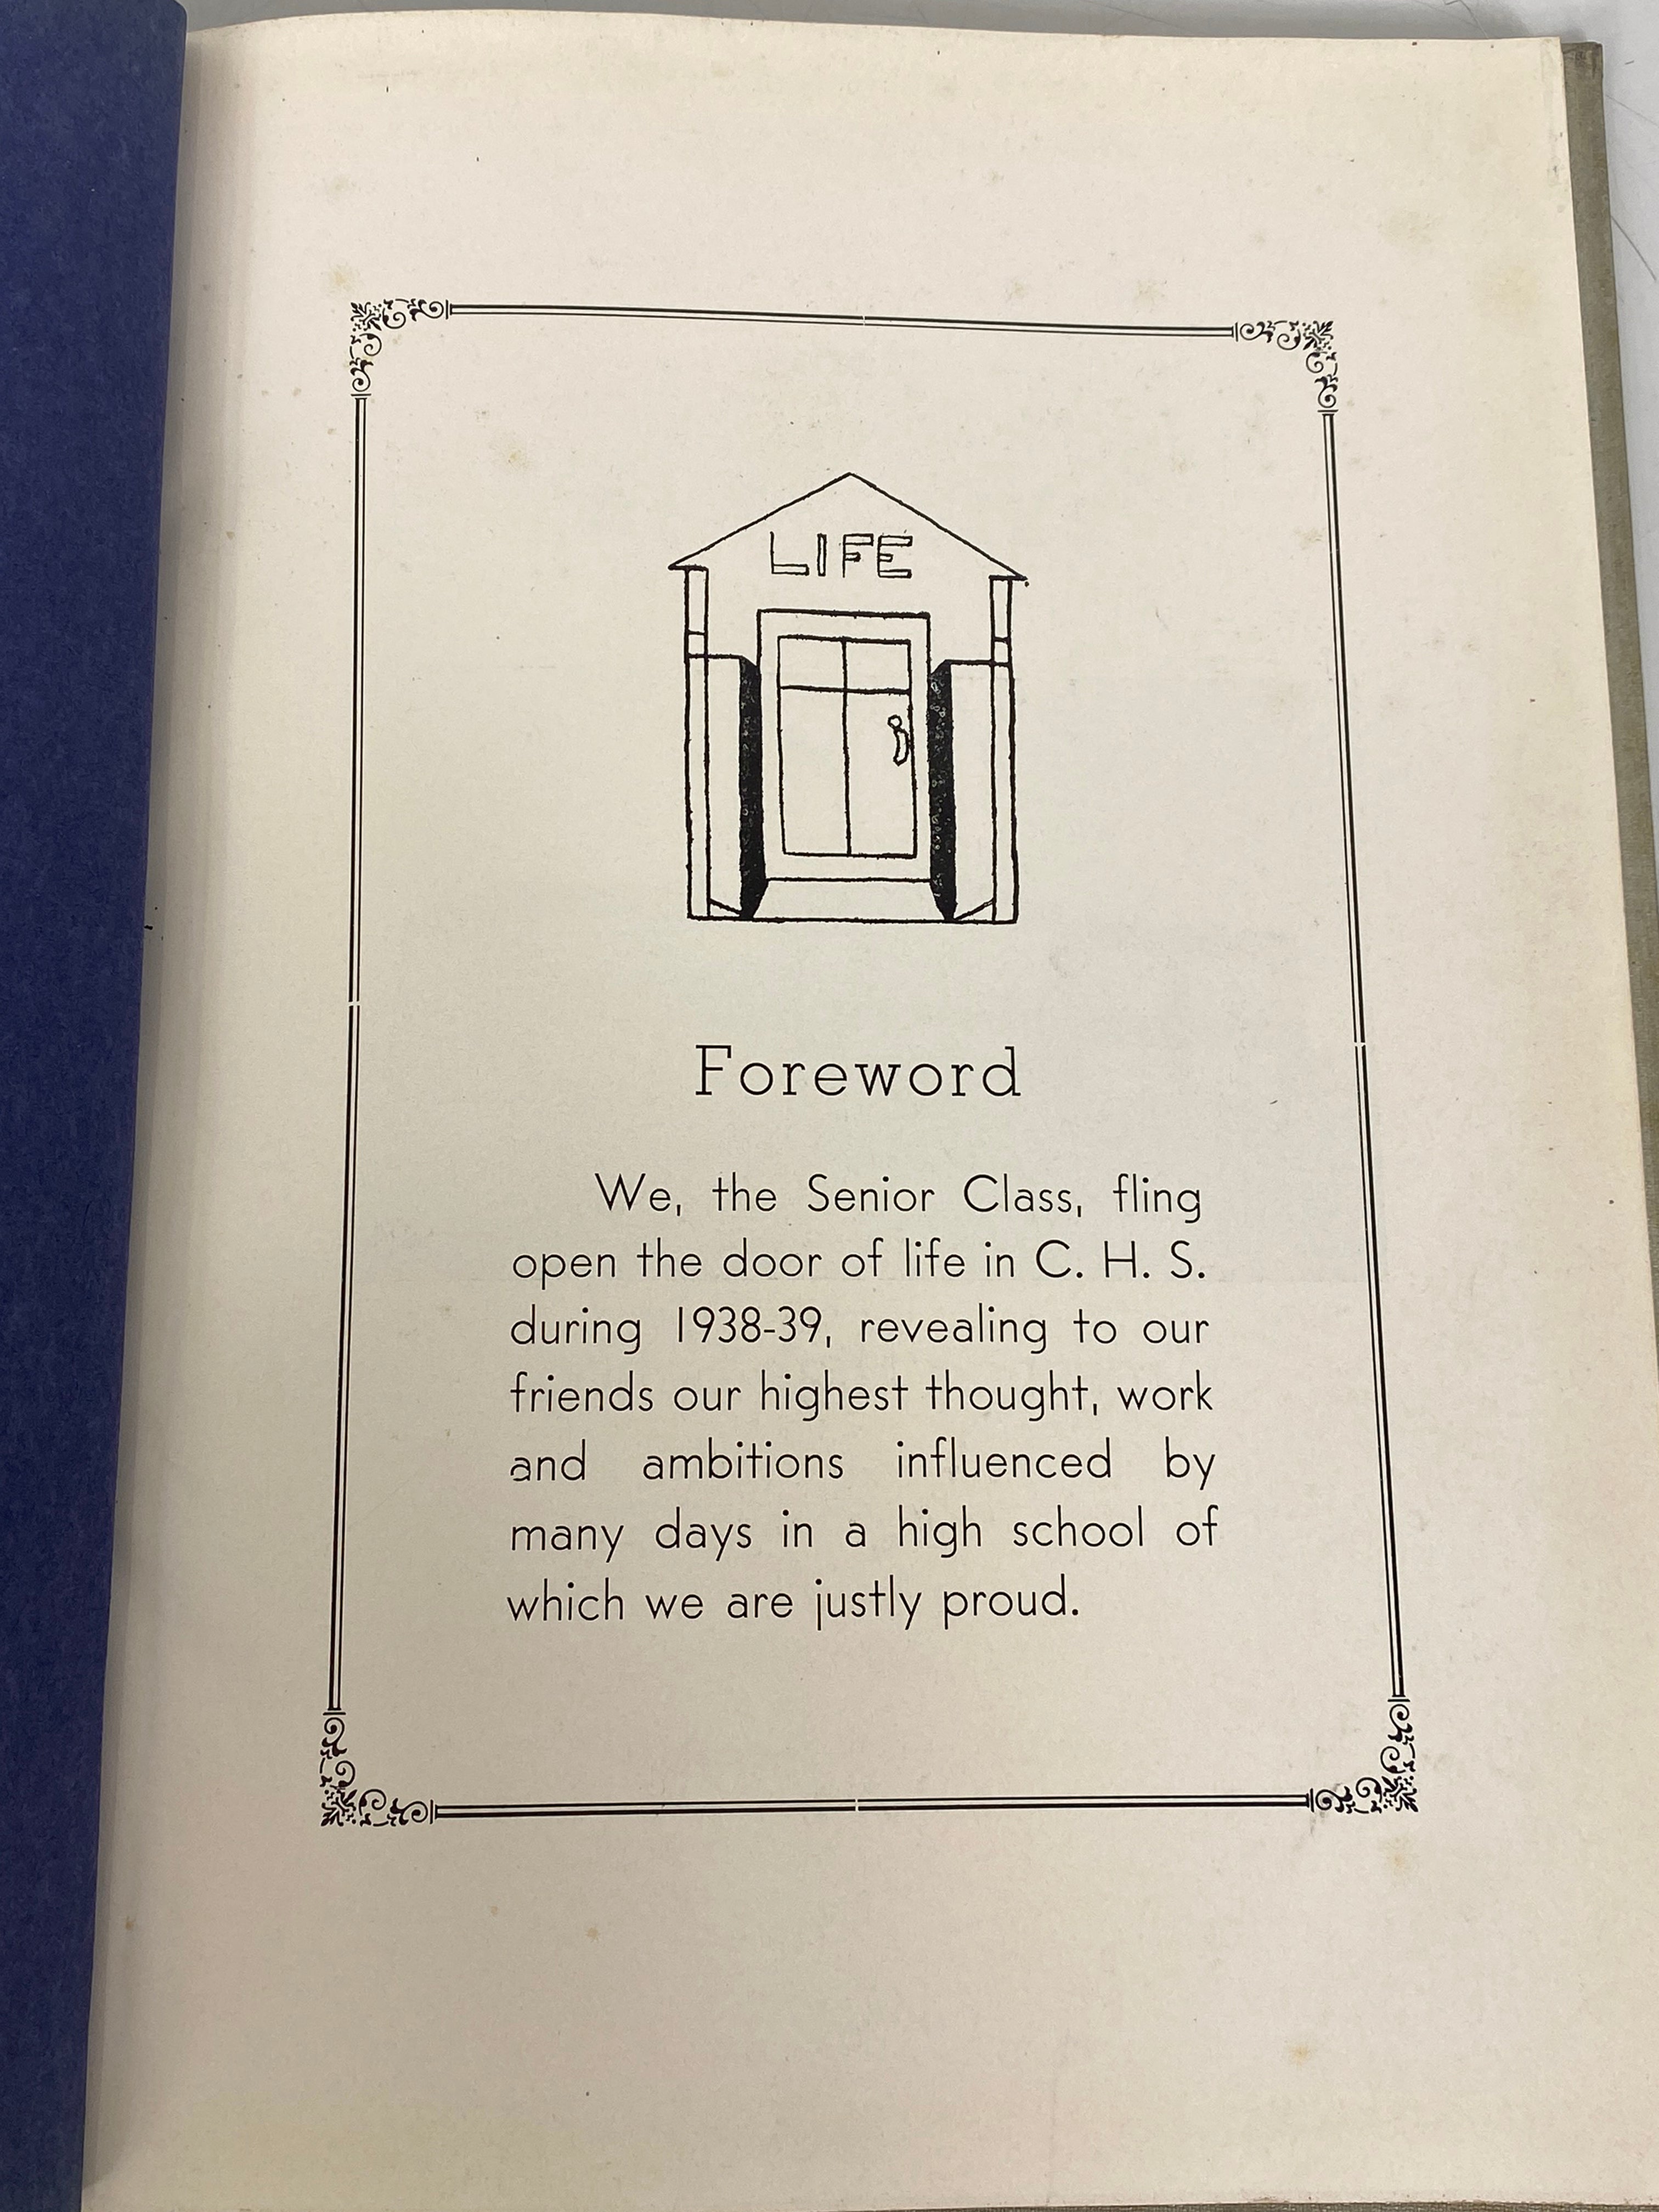 LIFE
Foreword
We, the Senior Class, fling
open the door of life in C. H. S.
during 1938-39, revealing to our
friends our highest thought, work
and ambitions influenced by
many days in a high school of
which we are justly proud.